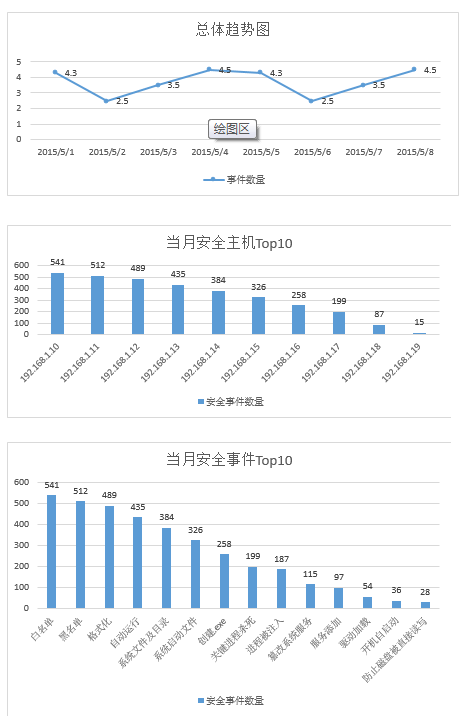 总体趋势图
5
4
3
2
1
0
4.3
2.5
3.5
4.5
4.3
2.5
3.5
4.5
绘图区
2015/5/1 2015/5/2 2015/5/3 2015/5/4 2015/5/5 2015/5/6 2015/5/7 2015/5/8
事件数量
当月安全主机Top10
600
500
400
300
200
100
0
541 512 489 435 384 326 258 199 87 15
192.168.1.10 192.168.1.11 192.168.1.12 192.168.1.13 192.168.1.14 192.168.1.15 192.168.1.16 192.168.1.17 192.168.1.18 192.168.1.19
安全事件数量
当月安全事件Top10
600
500
400
300
200
100
0
541 512 489 435 384 326 258 199 187 115 97 54 36 28
白名单 黑名单 格式化 自动运行 系统文件及目录 系统启动文件 创建.exe 关键进程杀死 进程被注入 篡改系统服务 服务添加 驱动加载 开机自启动 防止磁盘被直接读写
安全事件数量